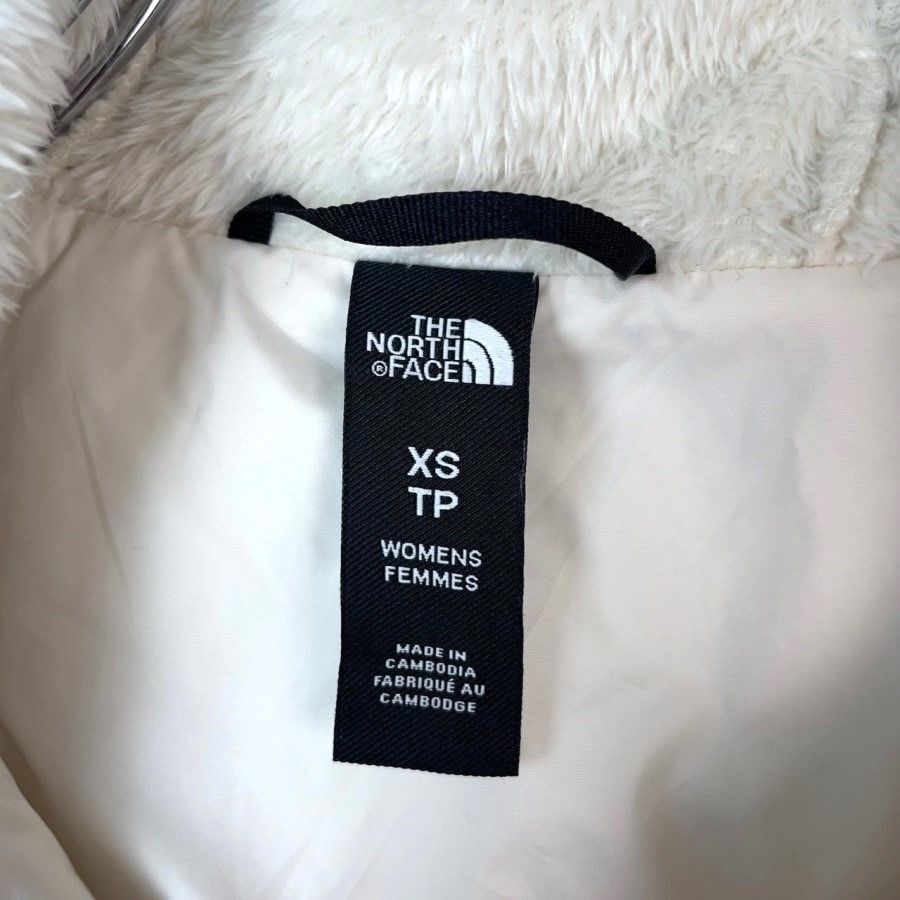 THE
NORTH
®FACE
XS
TP
WOMENS
FEMMES
MADE IN
CAMBODIA
FABRIQUÉ AU
CAMBODGE